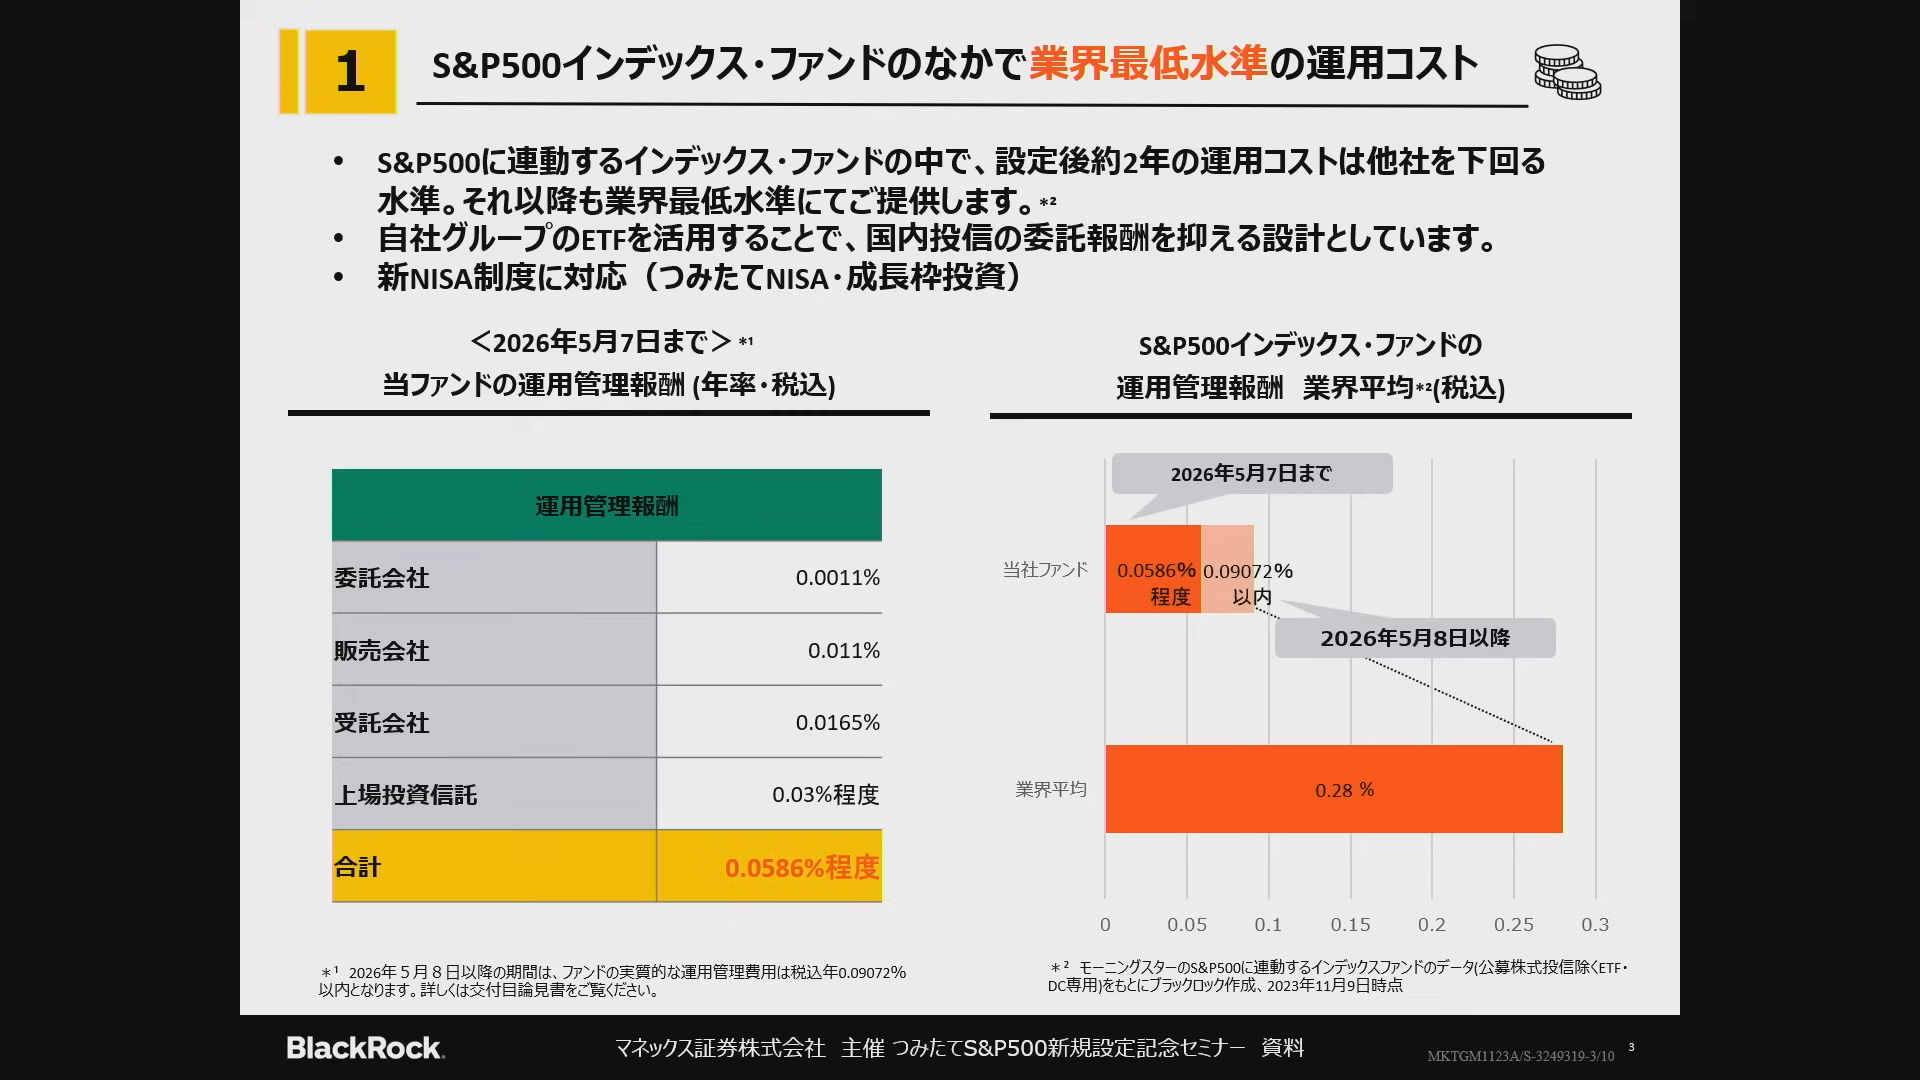 1
S&P500インデックス・ファンドのなかで業界最低水準の運用コスト
• S&P500に連動するインデックス・ファンドの中で、設定後約2年の運用コストは他社を下回る
水準。それ以降も業界最低水準にてご提供します。*²
• 自社グループのETFを活用することで、国内投信の委託報酬を抑える設計としています。
• 新NISA制度に対応（つみたてNISA・成長枠投資）
＜2026年5月7日まで＞*¹
当ファンドの運用管理報酬 (年率・税込)
運用管理報酬
委託会社 0.0011%
販売会社 0.011%
受託会社 0.0165%
上場投資信託 0.03%程度
合計 0.0586%程度
＊¹ 2026年５月８日以降の期間は、ファンドの実質的な運用管理費用は税込年0.09072%
以内となります。詳しくは交付目論見書をご覧ください。
S&P500インデックス・ファンドの
運用管理報酬 業界平均*²(税込)
2026年5月7日まで
当社ファンド
0.0586%
程度
0.09072%
以内
2026年5月8日以降
業界平均
0.28 %
0 0.05 0.1 0.15 0.2 0.25 0.3
＊² モーニングスターのS&P500に連動するインデックスファンドのデータ(公募株式投信除くETF・
DC専用)をもとにブラックロック作成、2023年11月9日時点
BlackRock.
マネックス証券株式会社 主催 つみたてS&P500新規設定記念セミナー 資料
MKTGM1123A/S-3249319-3/10
3